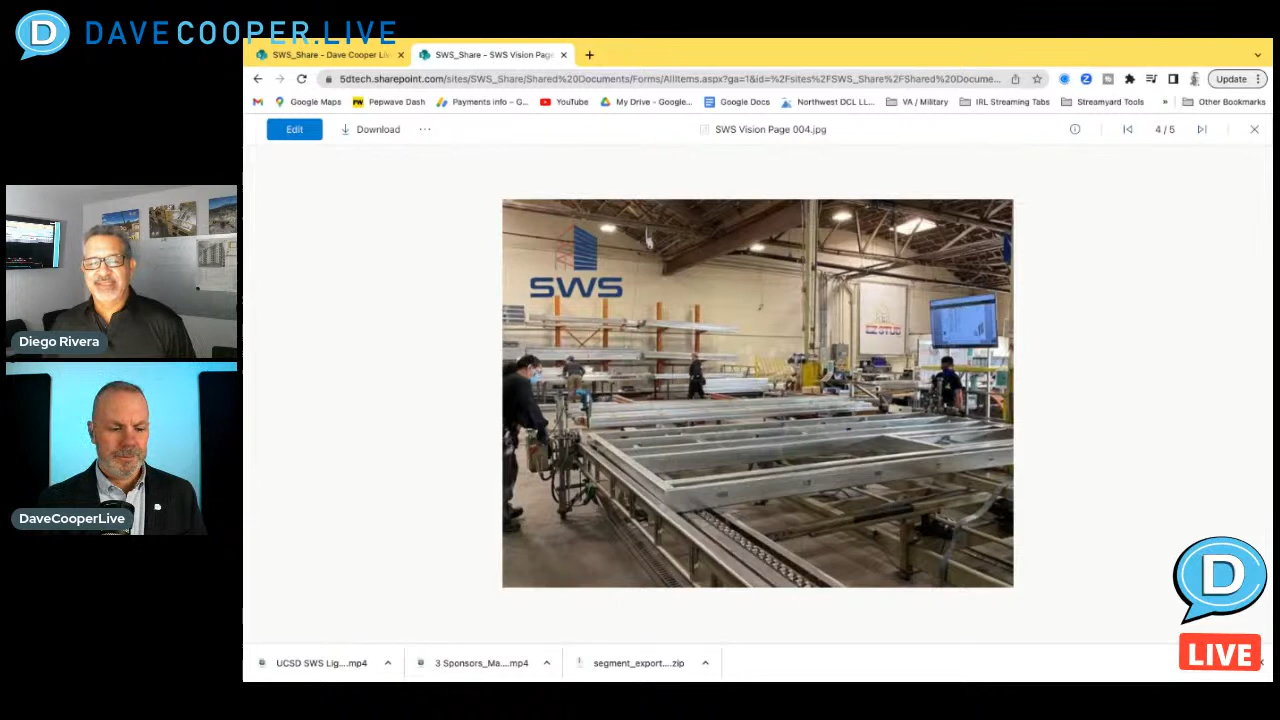 DAVECOOPER.LIVE
SWS_Share - Dave Cooper Liv
SWS_Share - SWS Vision Page
5dtech.sharepoint.com/sites/SWS_Share/Shared%20Documents/Forms/AllItems.aspx?ga=1&id=%2Fsites%2FSWS_Share%2FShared%20Docume...
Update
Google Maps
Pepwave Dash
Payments info – G...
YouTube
My Drive - Google...
Google Docs
Northwest DCL LL...
VA / Military
IRL Streaming Tabs
Streamyard Tools
»
Other Bookmarks
Edit
Download
...
SWS Vision Page 004.jpg
4 / 5
SWS
EZ STUD
Diego Rivera
DaveCooperLive
D
LIVE
UCSD SWS Lig....mp4
3 Sponsors_Ma....mp4
segment_export....zip